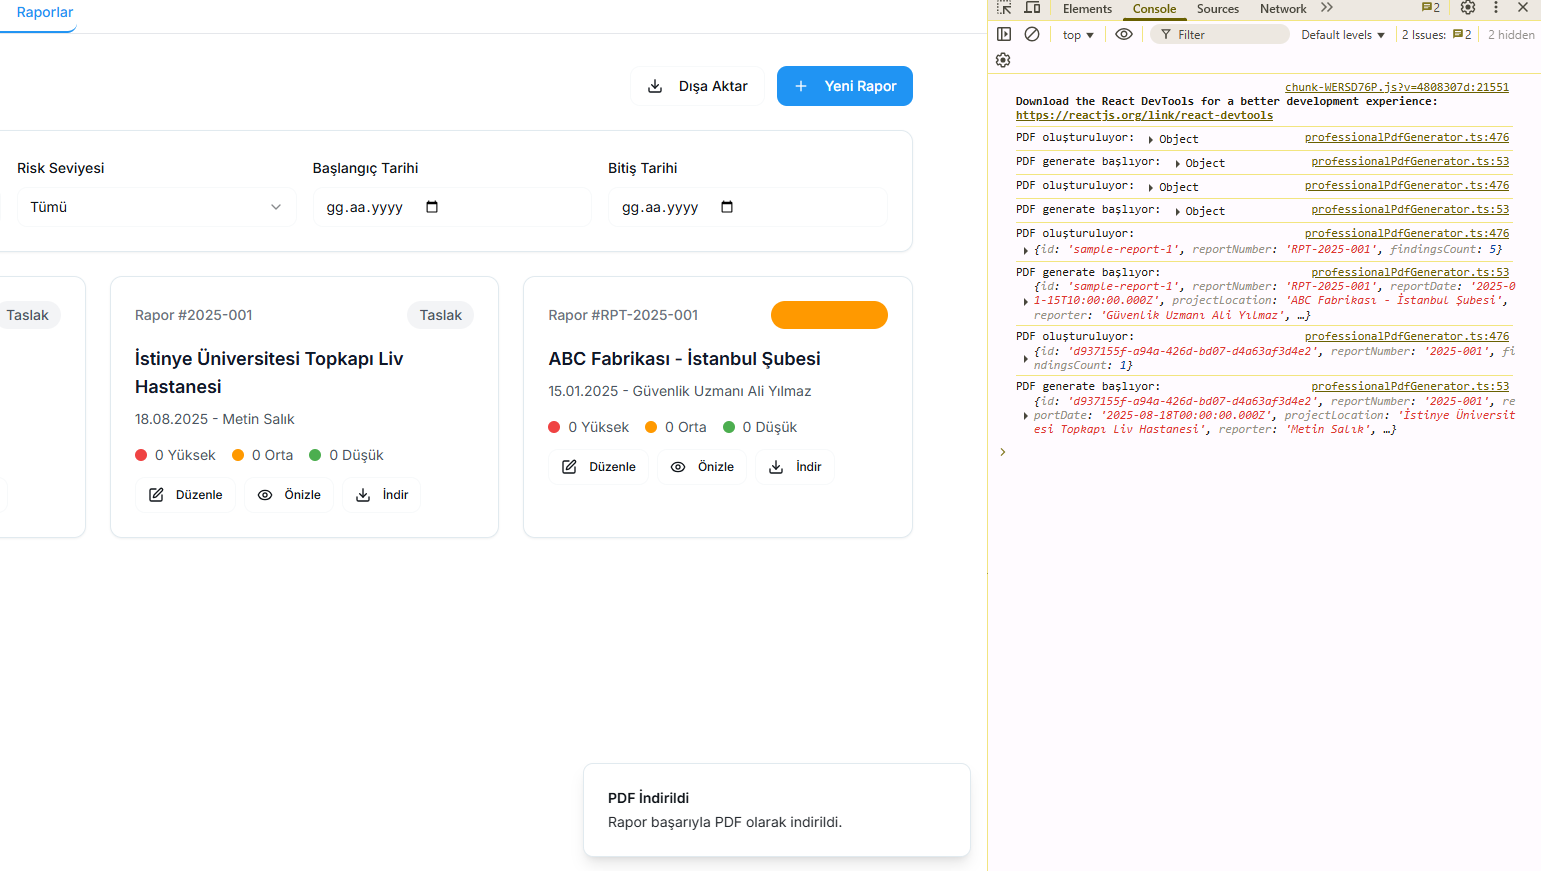 Raporlar
Dışa Aktar
Yeni Rapor
Risk Seviyesi
Başlangıç Tarihi
Bitiş Tarihi
Tümü
gg.aa.yyyy
gg.aa.yyyy
Taslak
Rapor #2025-001
Taslak
İstinye Üniversitesi Topkapı Liv
Hastanesi
18.08.2025 - Metin Salık
0 Yüksek
0 Orta
0 Düşük
Düzenle
Önizle
İndir
Rapor #RPT-2025-001
ABC Fabrikası - İstanbul Şubesi
15.01.2025 - Güvenlik Uzmanı Ali Yılmaz
0 Yüksek
0 Orta
0 Düşük
Düzenle
Önizle
İndir
PDF İndirildi
Rapor başarıyla PDF olarak indirildi.
Elements
Console
Sources
Network
2
top
Filter
Default levels
2 Issues:
2
2 hidden
chunk-WERSD76P.js?v=4808307d:21551
Download the React DevTools for a better development experience:
https://reactjs.org/link/react-devtools
PDF oluşturuluyor: Object professionalPdfGenerator.ts:476
PDF generate başlıyor: Object professionalPdfGenerator.ts:53
PDF oluşturuluyor: Object professionalPdfGenerator.ts:476
PDF generate başlıyor: Object professionalPdfGenerator.ts:53
PDF oluşturuluyor: professionalPdfGenerator.ts:476
{id: 'sample-report-1', reportNumber: 'RPT-2025-001', findingsCount: 5}
PDF generate başlıyor: professionalPdfGenerator.ts:53
{id: 'sample-report-1', reportNumber: 'RPT-2025-001', reportDate: '2025-0
1-15T10:00:00.000Z', projectLocation: 'ABC Fabrikası - İstanbul Şubesi',
reporter: 'Güvenlik Uzmanı Ali Yılmaz', …}
PDF oluşturuluyor: professionalPdfGenerator.ts:476
{id: 'd937155f-a94a-426d-bd07-d4a63af3d4e2', reportNumber: '2025-001', fi
ndingsCount: 1}
PDF generate başlıyor: professionalPdfGenerator.ts:53
{id: 'd937155f-a94a-426d-bd07-d4a63af3d4e2', reportNumber: '2025-001', re
portDate: '2025-08-18T00:00:00.000Z', projectLocation: 'İstinye Üniversit
esi Topkapı Liv Hastanesi', reporter: 'Metin Salık', …}